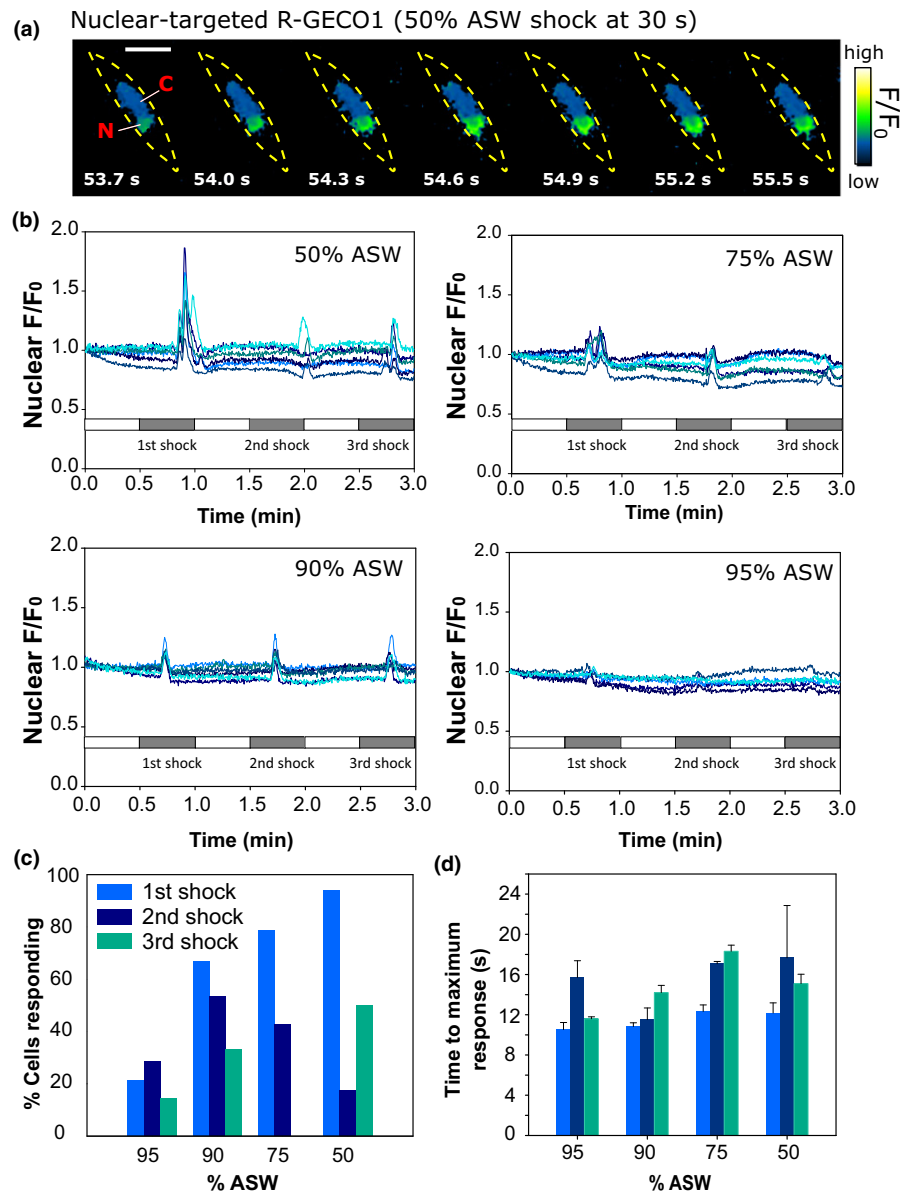 Nuclear-targeted R-GECO1 (50% ASW shock at 30 s)
(a)
C
N
53.7 s
54.0 s
54.3 s
54.6 s
54.9 s
55.2 s
55.5 s
high
F/F0
low
(b)
2.0
1.5
1.0
0.5
0.0
Nuclear F/F0
50% ASW
1st shock
2nd shock
3rd shock
0.0 0.5 1.0 1.5 2.0 2.5 3.0
Time (min)
2.0
1.5
1.0
0.5
0.0
Nuclear F/F0
75% ASW
1st shock
2nd shock
3rd shock
0.0 0.5 1.0 1.5 2.0 2.5 3.0
Time (min)
2.0
1.5
1.0
0.5
0.0
Nuclear F/F0
90% ASW
1st shock
2nd shock
3rd shock
0.0 0.5 1.0 1.5 2.0 2.5 3.0
Time (min)
2.0
1.5
1.0
0.5
0.0
Nuclear F/F0
95% ASW
1st shock
2nd shock
3rd shock
0.0 0.5 1.0 1.5 2.0 2.5 3.0
Time (min)
(c)
100
80
60
40
20
0
% Cells responding
1st shock
2nd shock
3rd shock
95 90 75 50
% ASW
(d)
24
20
16
12
8
4
0
Time to maximum
response (s)
95 90 75 50
% ASW